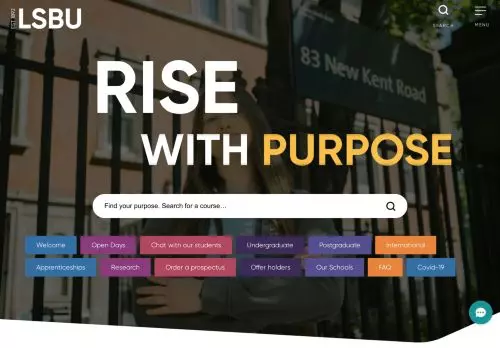 EST 1892 LSBU
SEARCH
MENU
83 New Kent Road
RISE
WITH PURPOSE
Find your purpose. Search for a course...
Welcome
Open Days
Chat with our students
Undergraduate
Postgraduate
International
Apprenticeships
Research
Order a prospectus
Offer holders
Our Schools
FAQ
Covid-19